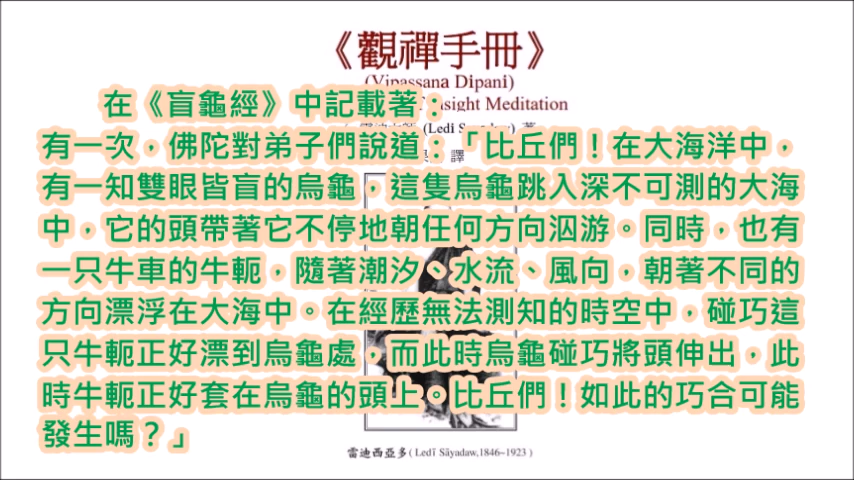 《觀禪手冊》
(Vipassana Dipani)
Insight Meditation
在《盲龜經》中記載著：
(Ledi Sayadaw) 著
有一次，佛陀對弟子們說道：「比丘們！在大海洋中，
譯
有一知雙眼皆盲的烏龜，這隻烏龜跳入深不可測的大海
中，它的頭帶著它不停地朝任何方向泅游。同時，也有
一只牛車的牛軛，隨著潮汐、水流、風向，朝著不同的
方向漂浮在大海中。在經歷無法測知的時空中，碰巧這
只牛軛正好漂到烏龜處，而此時烏龜碰巧將頭伸出，此
時牛軛正好套在烏龜的頭上。比丘們！如此的巧合可能
發生嗎？」
雷迪西亞多(Ledī Sāyadaw,1846~1923)